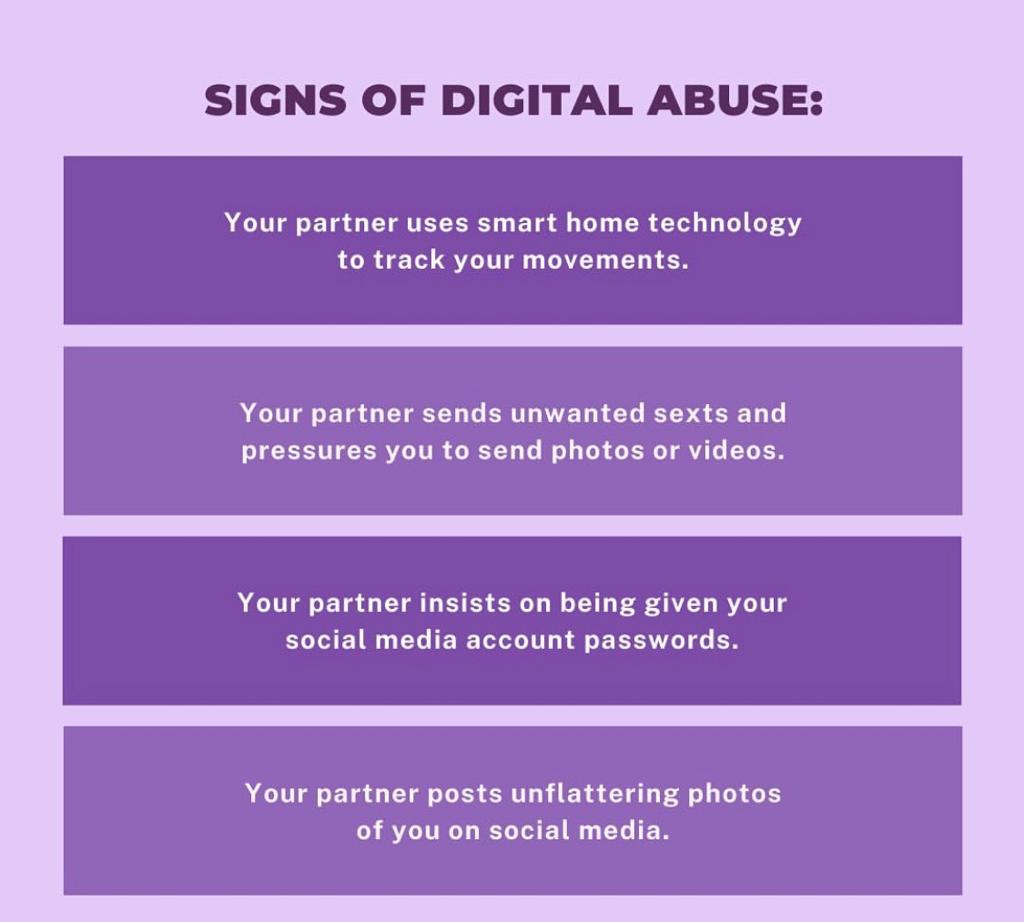 SIGNS OF DIGITAL ABUSE:
Your partner uses smart home technology
to track your movements.
Your partner sends unwanted sexts and
pressures you to send photos or videos.
Your partner insists on being given your
social media account passwords.
Your partner posts unflattering photos
of you on social media.